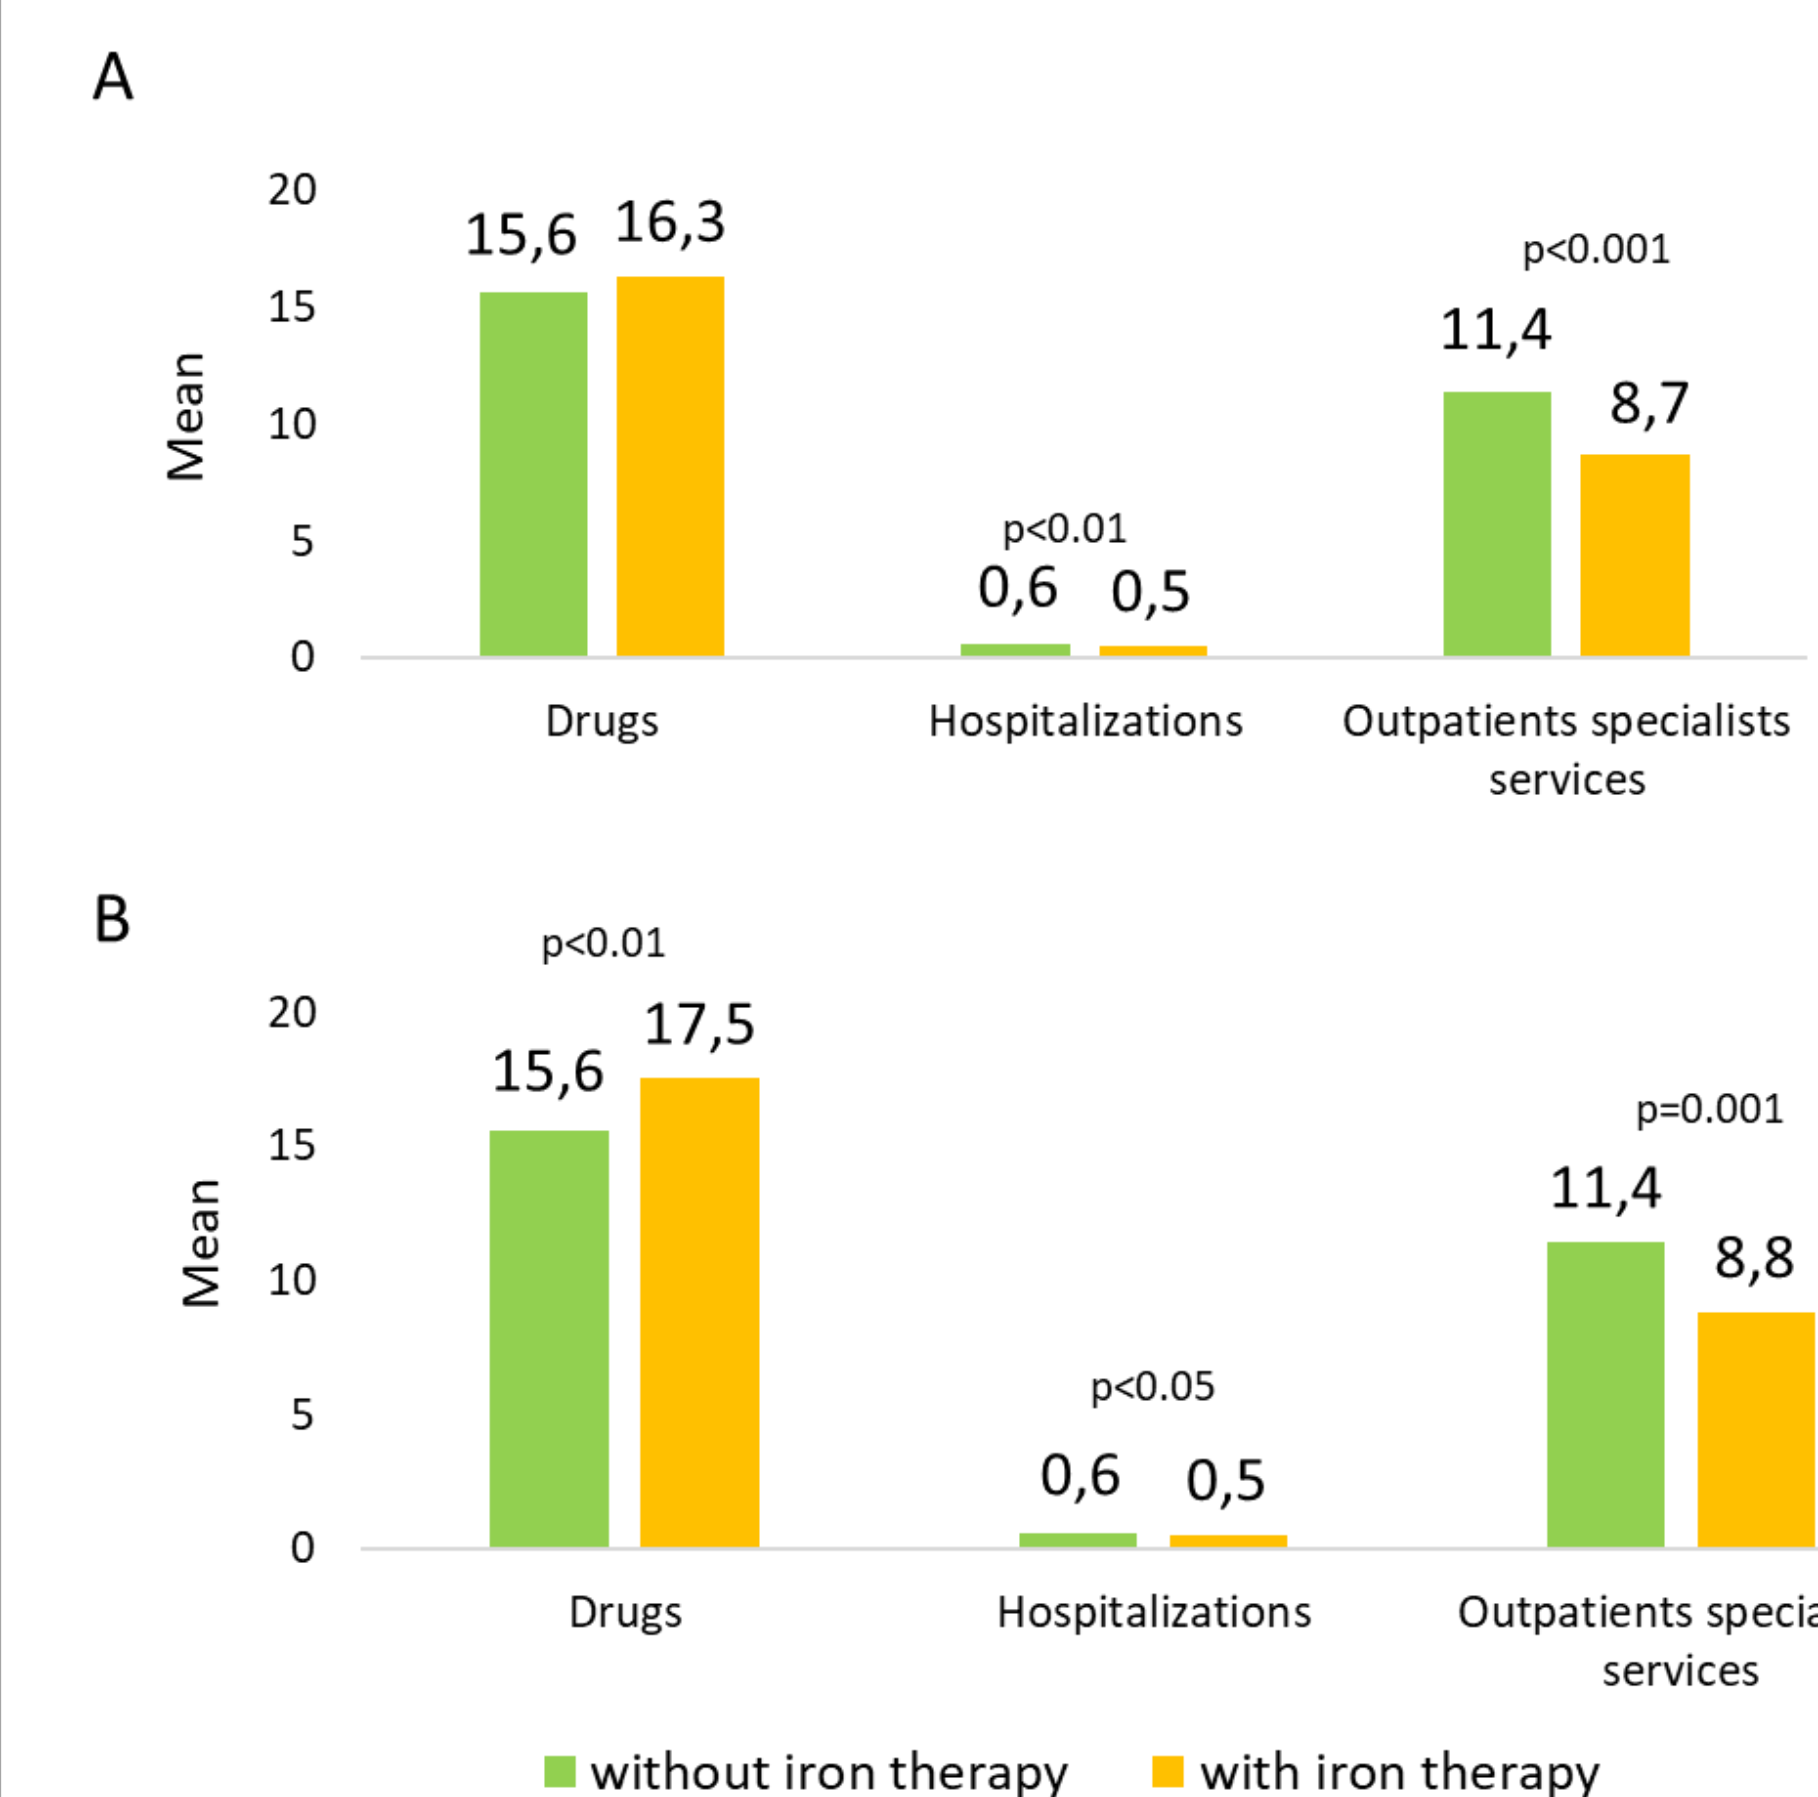 A
20
15
10
5
0
Mean
15,6
16,3
p<0.01
0,6
0,5
p<0.001
11,4
8,7
Drugs
Hospitalizations
Outpatients specialists
services
B
p<0.01
20
15
10
5
0
Mean
15,6
17,5
p<0.05
0,6
0,5
p=0.001
11,4
8,8
Drugs
Hospitalizations
Outpatients specia
services
without iron therapy
with iron therapy